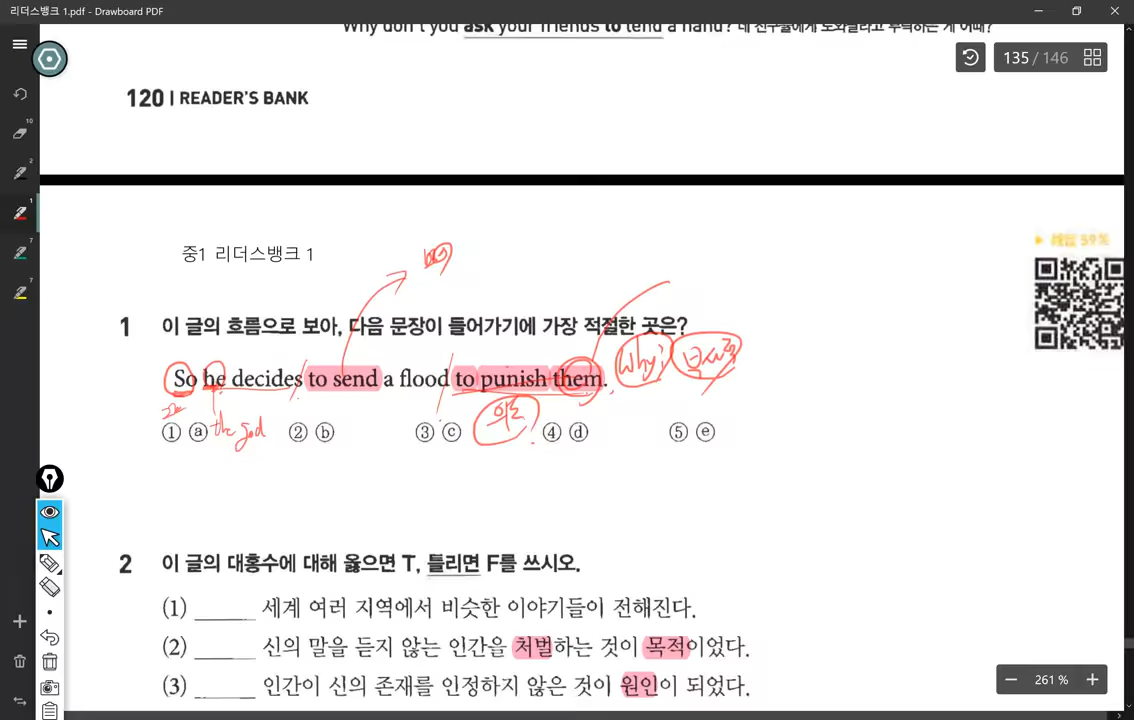 리더스뱅크 1.pdf - Drawboard PDF
Why don't you ask your friends to lend a hand? 네 친구들에게 도와달라고 부탁하는 게 어때?
135 / 146
120 | READER'S BANK
중1 리더스뱅크 1
해답 59쪽
1 이 글의 흐름으로 보아, 다음 문장이 들어가기에 가장 적절한 곳은?
So he decides to send a flood to punish them.
why?
의도
the god
① ⓐ ② ⓑ ③ ⓒ ④ ⓓ ⑤ ⓔ
2 이 글의 대홍수에 대해 옳으면 T, 틀리면 F를 쓰시오.
(1) ______ 세계 여러 지역에서 비슷한 이야기들이 전해진다.
(2) ______ 신의 말을 듣지 않는 인간을 처벌하는 것이 목적이었다.
(3) ______ 인간이 신의 존재를 인정하지 않은 것이 원인이 되었다.
261 %